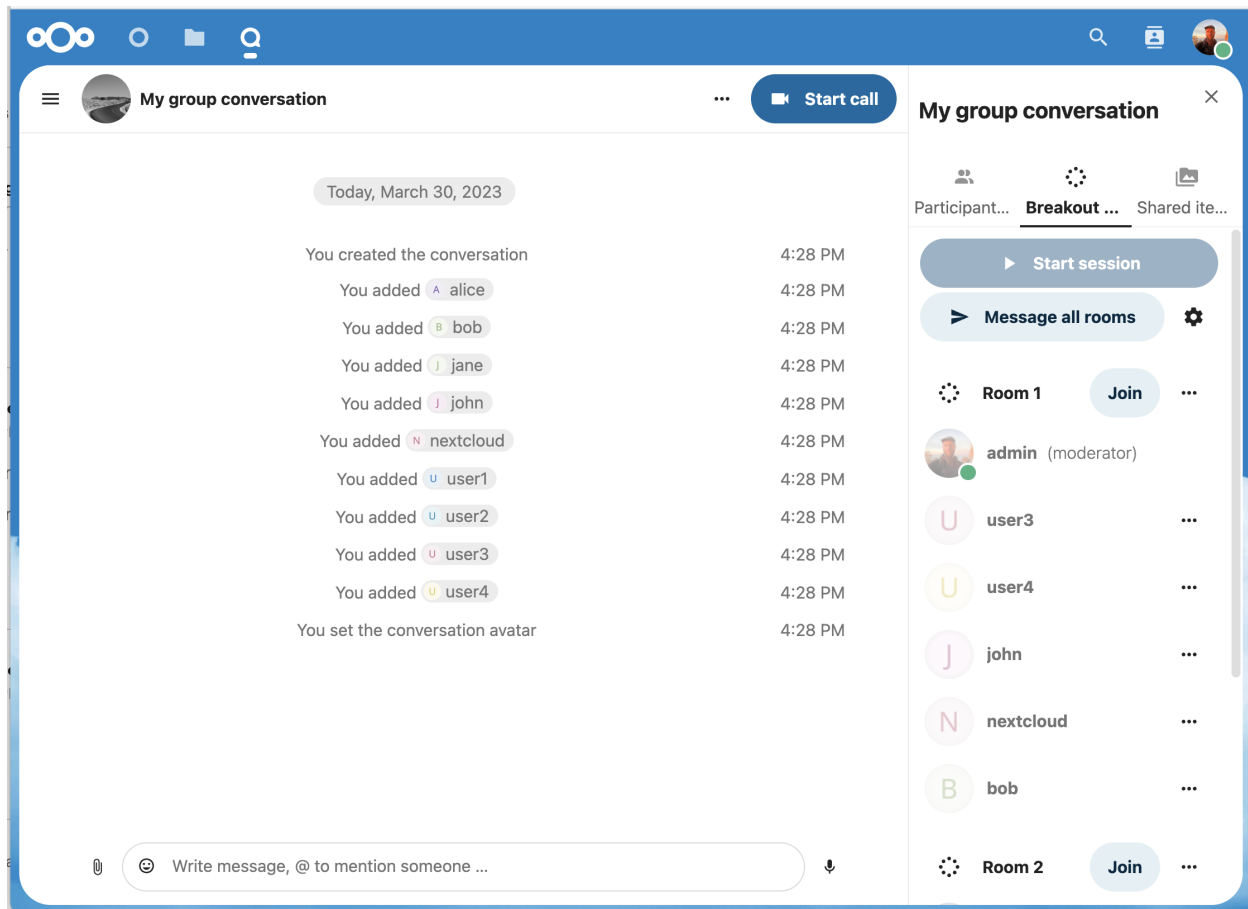 My group conversation
Start call
Today, March 30, 2023
You created the conversation 4:28 PM
You added A alice 4:28 PM
You added B bob 4:28 PM
You added J jane 4:28 PM
You added J john 4:28 PM
You added N nextcloud 4:28 PM
You added U user1 4:28 PM
You added U user2 4:28 PM
You added U user3 4:28 PM
You added U user4 4:28 PM
You set the conversation avatar 4:28 PM
Write message, @ to mention someone ...
My group conversation
Participant... Breakout ... Shared ite...
Start session
Message all rooms
Room 1 Join
admin (moderator)
U user3
U user4
J john
N nextcloud
B bob
Room 2 Join